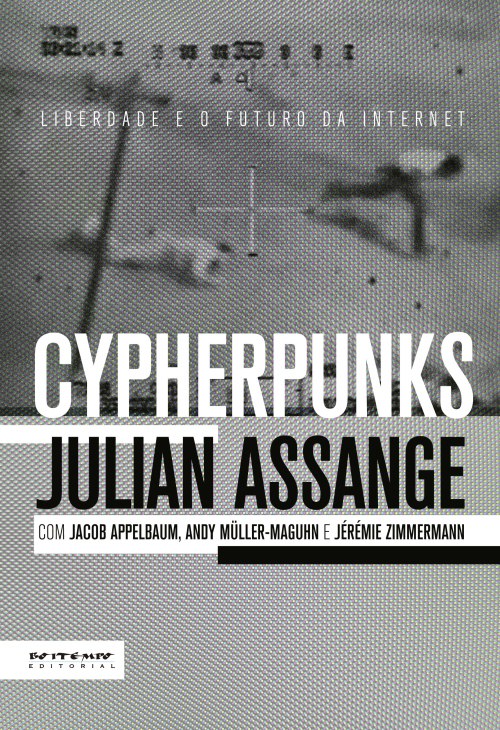 LIBERDADE E O FUTURO DA INTERNET
CYPHERPUNKS
JULIAN ASSANGE
COM JACOB APPELBAUM, ANDY MÜLLER-MAGUHN E JÉRÉMIE ZIMMERMANN
BOITEMPO
EDITORIAL